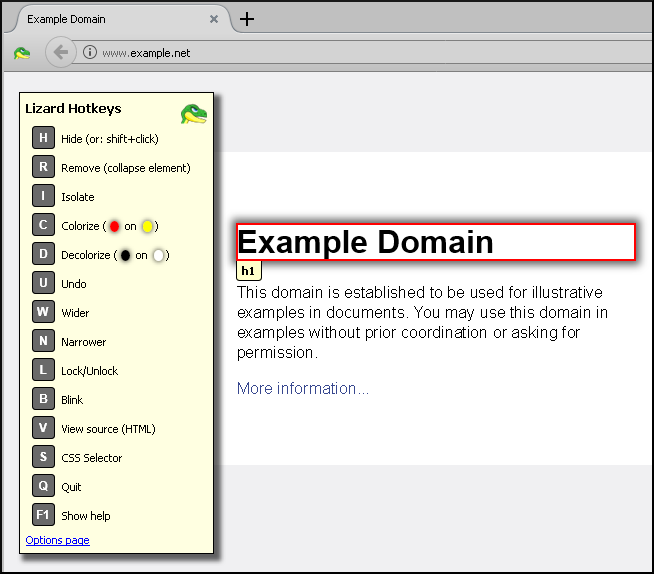 Example Domain
www.example.net
Lizard Hotkeys
H Hide (or: shift+click)
R Remove (collapse element)
I Isolate
C Colorize ( on )
D Decolorize ( on )
U Undo
W Wider
N Narrower
L Lock/Unlock
B Blink
V View source (HTML)
S CSS Selector
Q Quit
F1 Show help
Options page
Example Domain
h1
This domain is established to be used for illustrative
examples in documents. You may use this domain in
examples without prior coordination or asking for
permission.
More information...